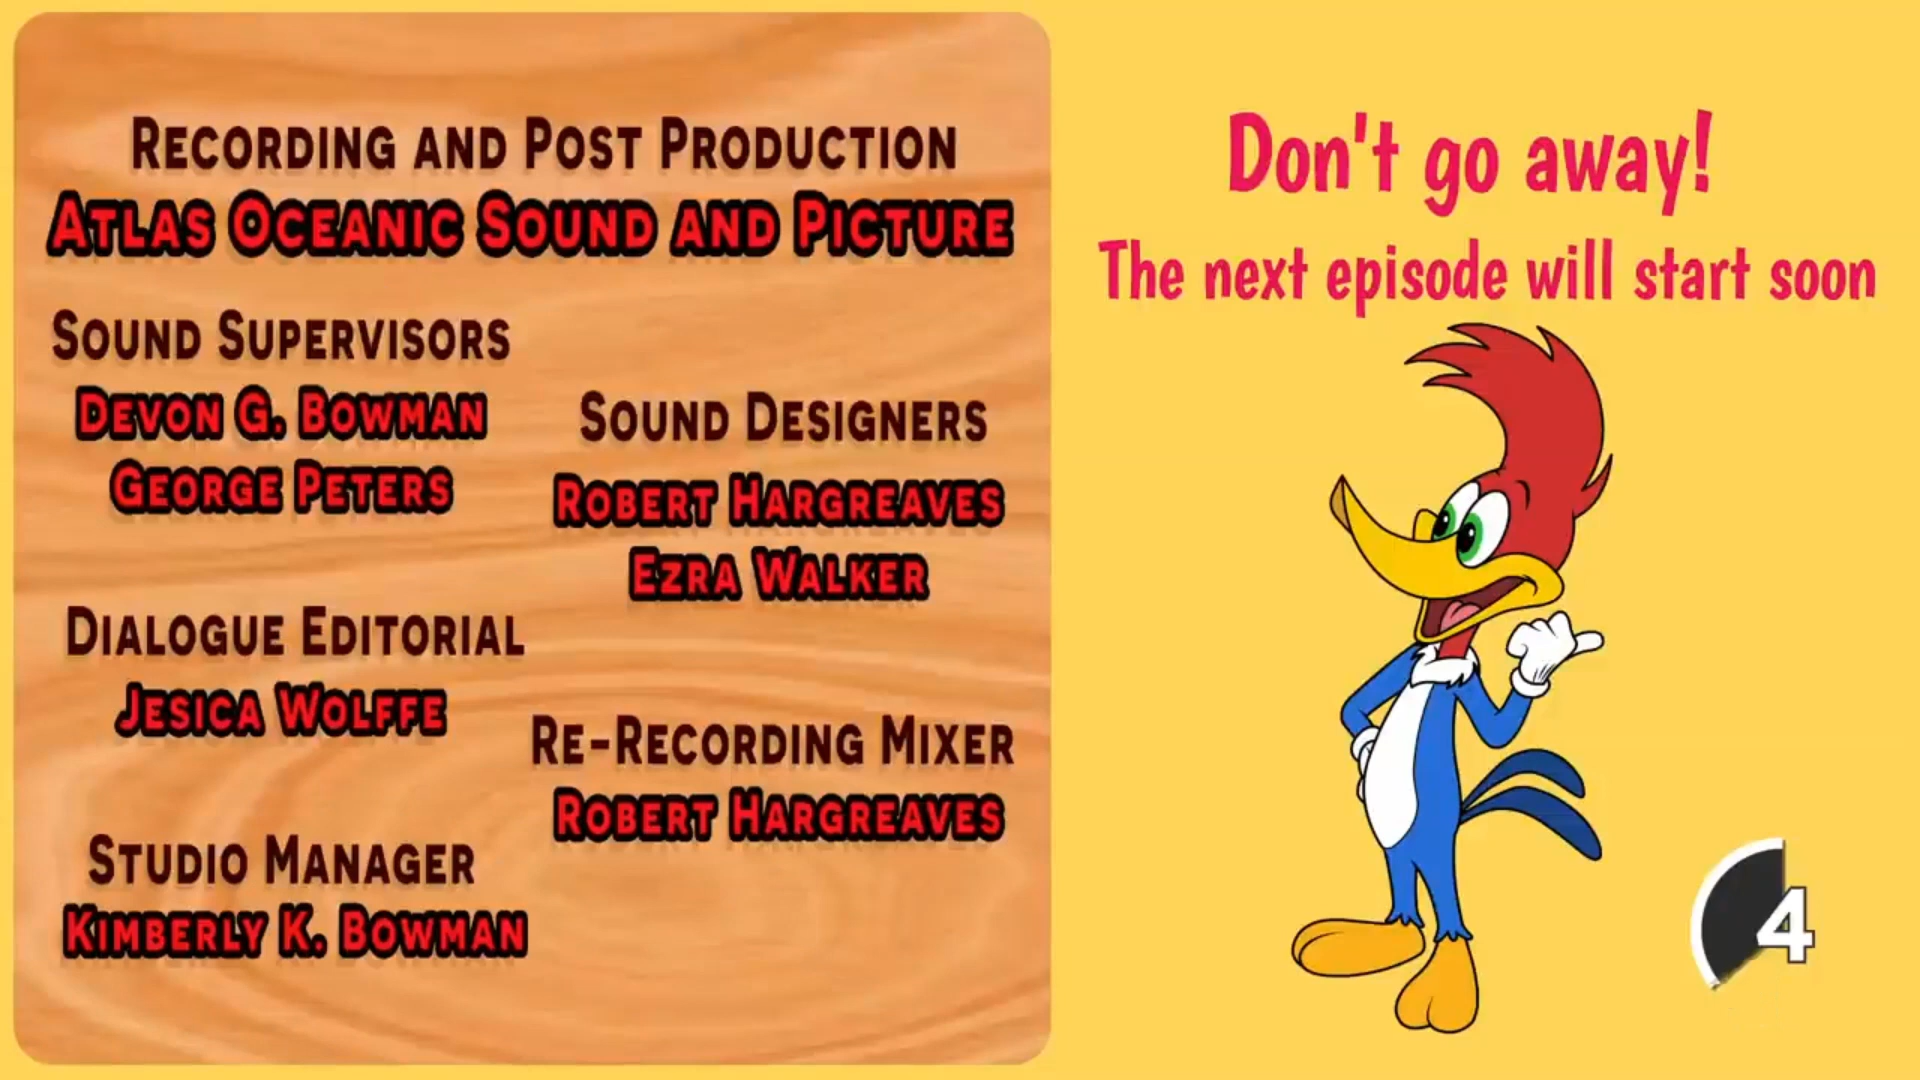 Recording and Post Production
Atlas Oceanic Sound and Picture
Sound Supervisors
Devon G. Bowman
George Peters
Sound Designers
Robert Hargreaves
Ezra Walker
Dialogue Editorial
Jesica Wolffe
Re-Recording Mixer
Robert Hargreaves
Studio Manager
Kimberly K. Bowman
Don't go away!
The next episode will start soon
4